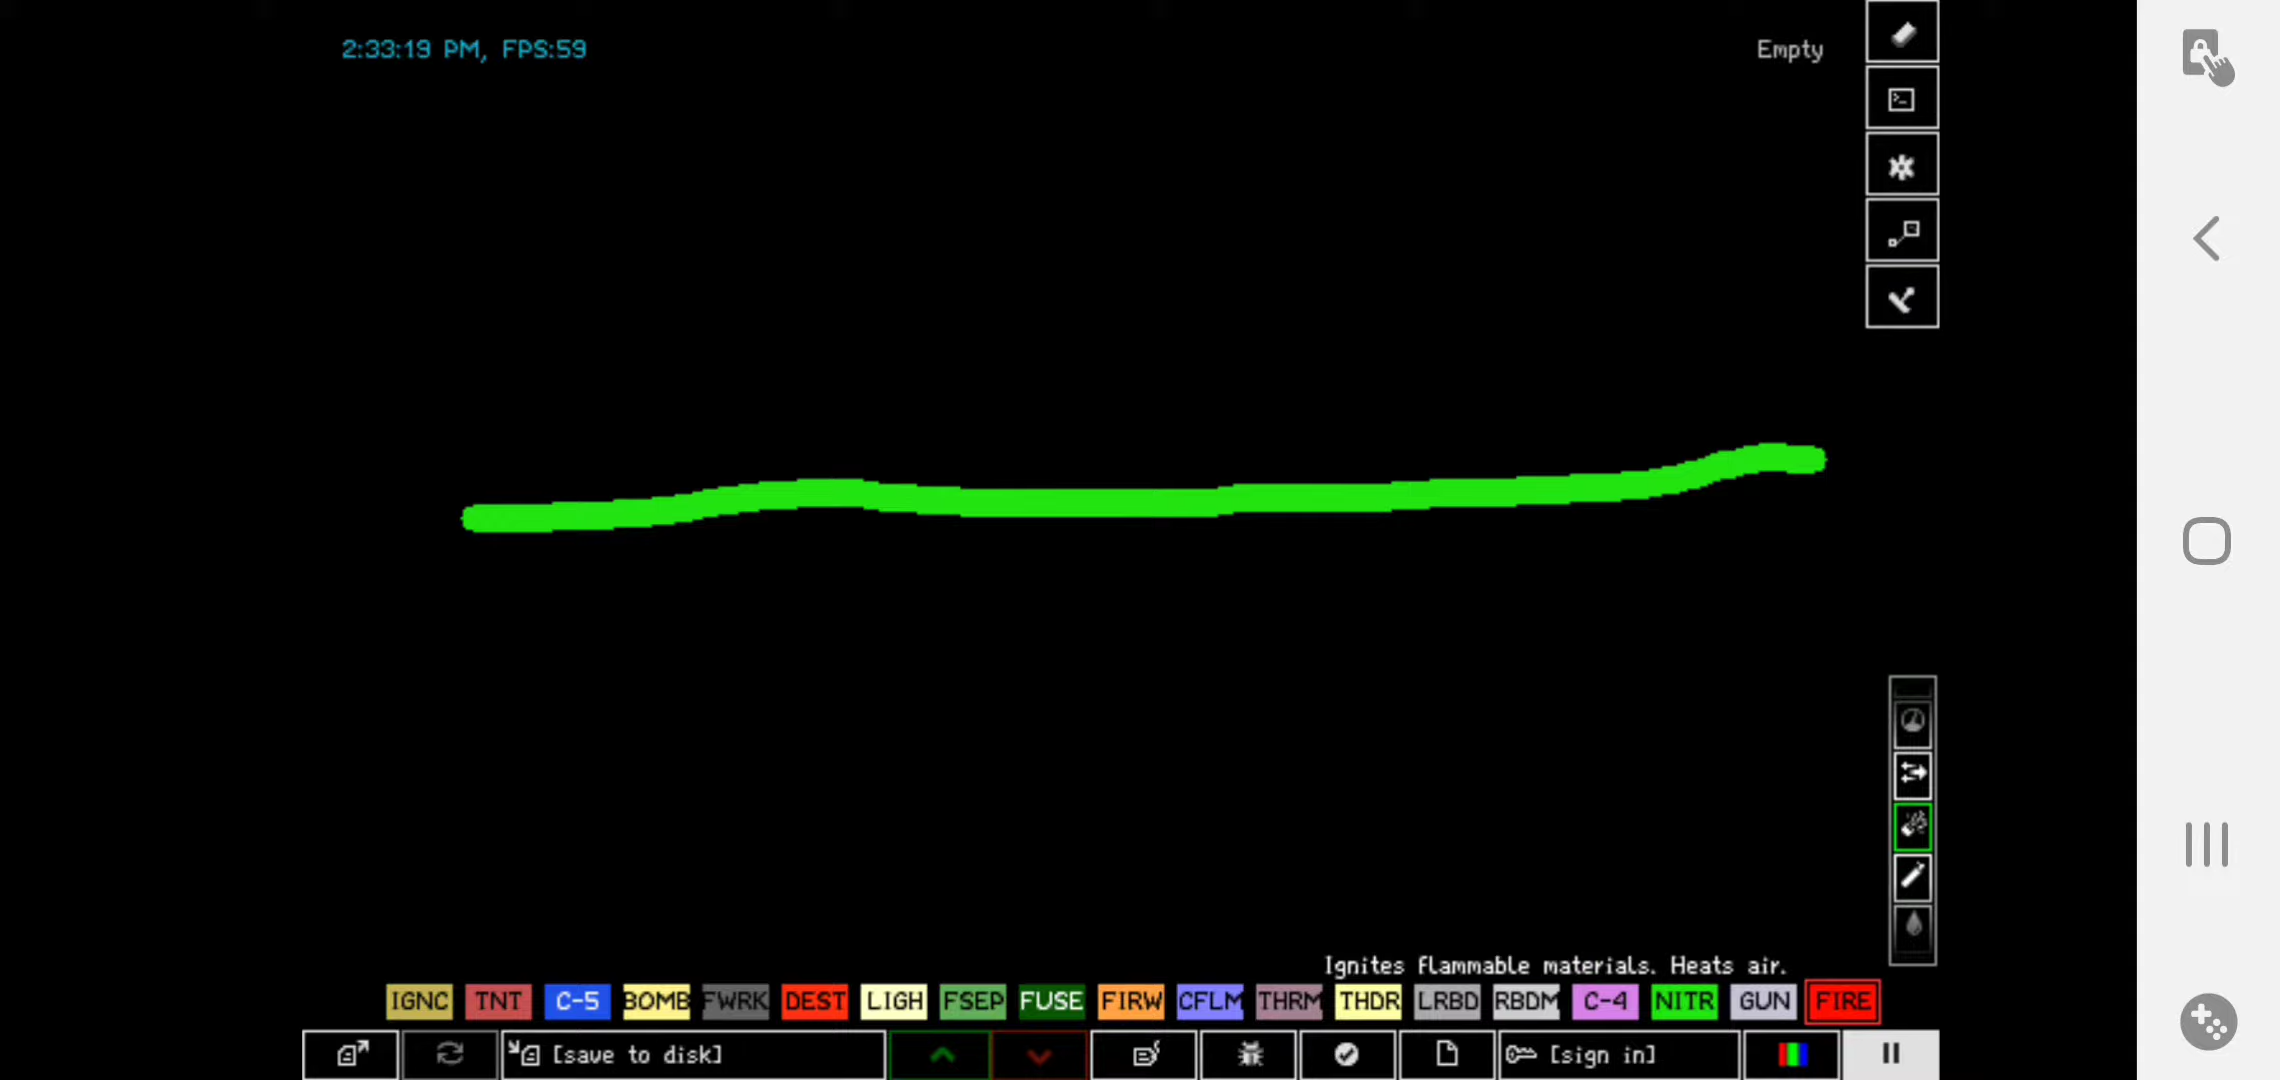 2:33:19 PM, FPS:59
Empty
Ignites flammable materials. Heats air.
IGNC TNT C-5 BOMB FWRK DEST LIGH FSEP FUSE FIRW CFLM THRM THDR LRBD RBDM C-4 NITR GUN FIRE
[save to disk] [sign in]